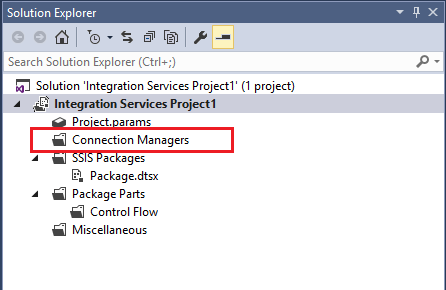 Solution Explorer
Search Solution Explorer (Ctrl+;)
Solution 'Integration Services Project1' (1 project)
Integration Services Project1
Project.params
Connection Managers
SSIS Packages
Package.dtsx
Package Parts
Control Flow
Miscellaneous